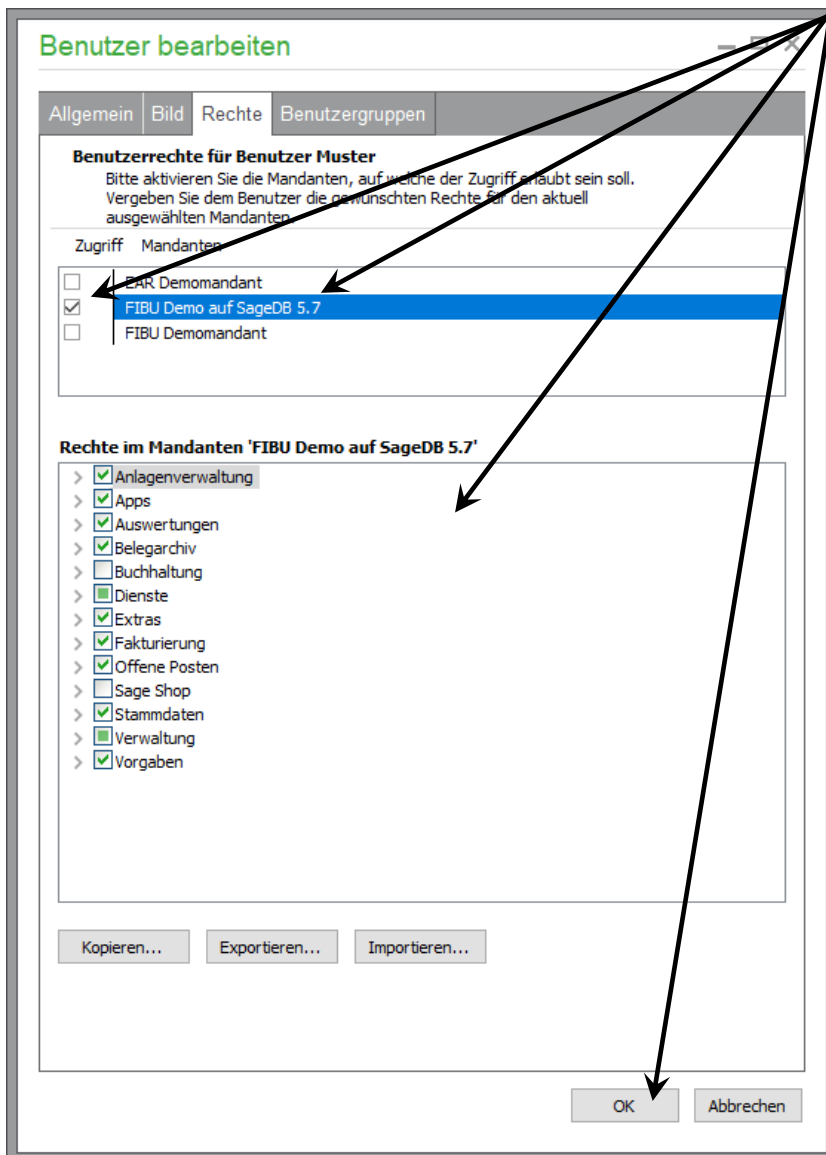 Benutzer bearbeiten
Allgemein Bild Rechte Benutzergruppen
Benutzerrechte für Benutzer Muster
Bitte aktivieren Sie die Mandanten, auf welche der Zugriff erlaubt sein soll.
Vergeben Sie dem Benutzer die gewünschten Rechte für den aktuell
ausgewählten Mandanten.
Zugriff Mandanten
EAR Demomandant
FIBU Demo auf SageDB 5.7
FIBU Demomandant
Rechte im Mandanten 'FIBU Demo auf SageDB 5.7'
Anlagenverwaltung
Apps
Auswertungen
Belegarchiv
Buchhaltung
Dienste
Extras
Fakturierung
Offene Posten
Sage Shop
Stammdaten
Verwaltung
Vorgaben
Kopieren... Exportieren... Importieren...
OK Abbrechen